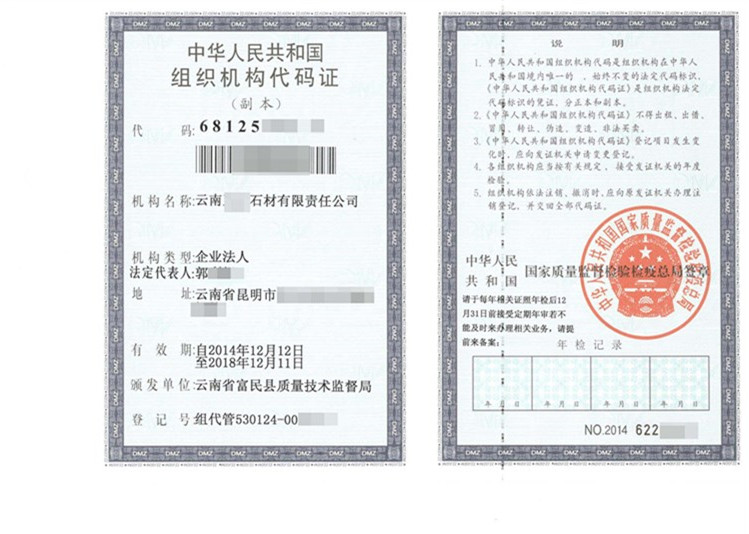 中华人民共和国
组织机构代码证
(副本)
代 码:68125
机构名称:云南 石材有限责任公司
机构类型:企业法人
法定代表人:郭
地 址:云南省昆明市
有 效 期:自2014年12月12日
至2018年12月11日
颁发单位:云南省富民县质量技术监督局
登 记 号:组代管530124-00
说 明
1. 中华人民共和国组织机构代码是组织机构在中华人
民共和国境内唯一的、始终不变的法定代码标识,
《中华人民共和国组织机构代码证》是组织机构法定
代码标识的凭证,分正本和副本。
2.《中华人民共和国组织机构代码证》不得出租、出借、
冒用、转让、伪造、变造、非法买卖。
3.《中华人民共和国组织机构代码证》登记项目发生变
化时,应向发证机关申请变更登记。
4. 各组织机构应当按有关规定,接受发证机关的年度
检验。
5. 组织机构依法注销、撤消时,应向原发证机关办理注
销登记,并交回全部代码证。
中华人民
共和国
国家质量监督检验检疫总局签章
中华人民共和国国家质量监督检验检疫总局
请于每年相关证照年检后12
月31日前接受定期年审若不
能及时来办理相关业务,请提
前来备案:
年检记录
年 月 日 年 月 日 年 月 日 年 月 日
NO.2014 622